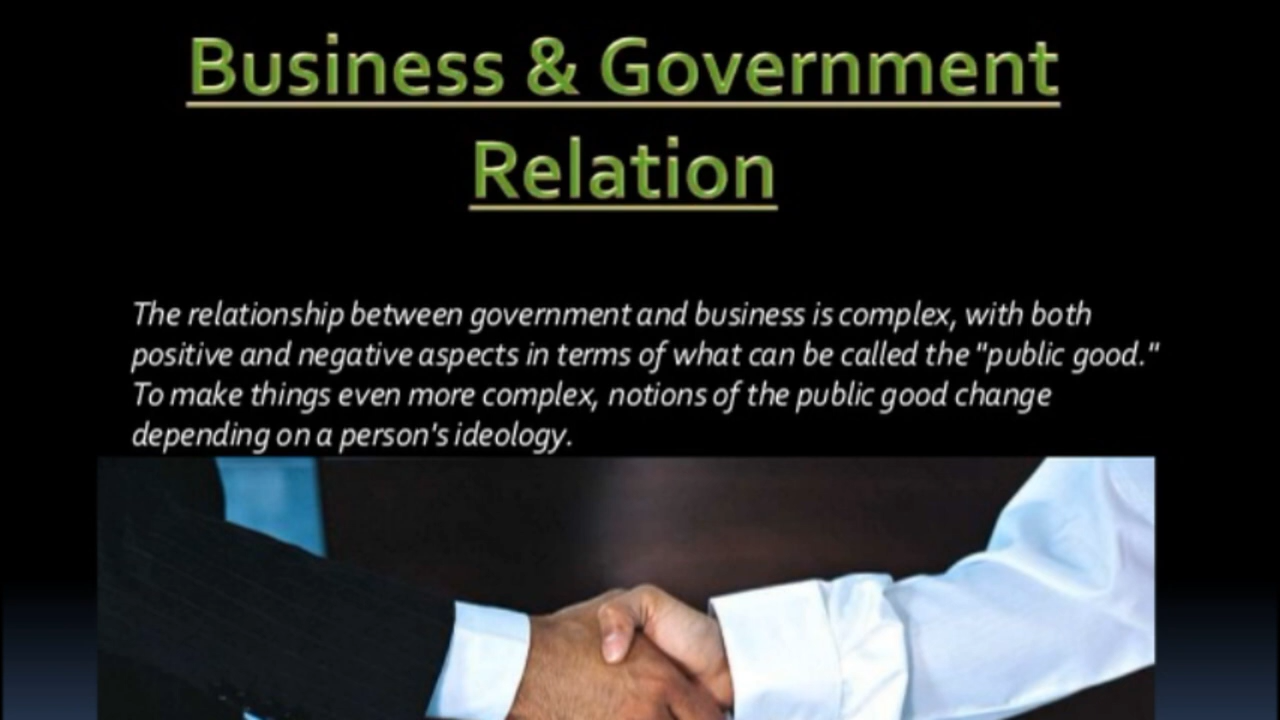 Business & Government
Relation
The relationship between government and business is complex, with both
positive and negative aspects in terms of what can be called the "public good."
To make things even more complex, notions of the public good change
depending on a person's ideology.